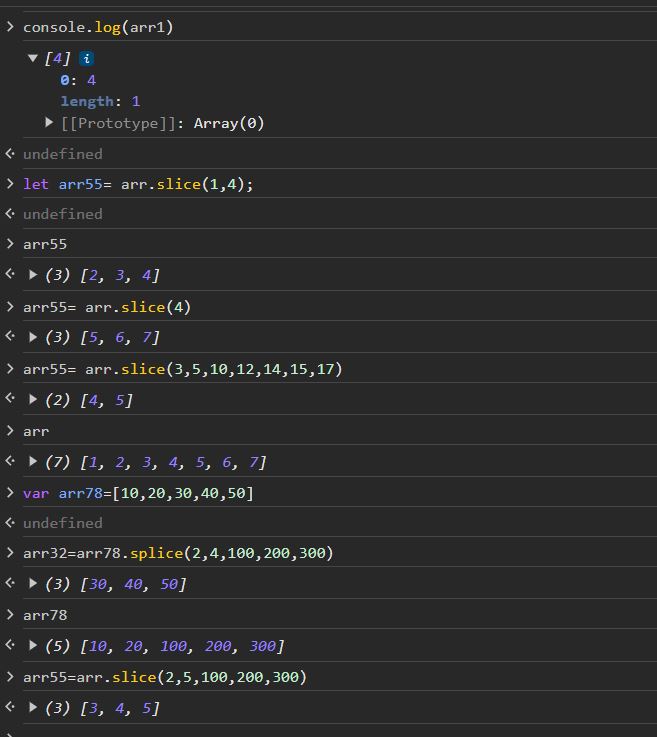 > console.log(arr1)
▼ [4] i
0: 4
length: 1
▶ [[Prototype]]: Array(0)
undefined
> let arr55= arr.slice(1,4);
undefined
> arr55
▶ (3) [2, 3, 4]
> arr55= arr.slice(4)
▶ (3) [5, 6, 7]
> arr55= arr.slice(3,5,10,12,14,15,17)
▶ (2) [4, 5]
> arr
▶ (7) [1, 2, 3, 4, 5, 6, 7]
> var arr78=[10,20,30,40,50]
undefined
> arr32=arr78.splice(2,4,100,200,300)
▶ (3) [30, 40, 50]
> arr78
▶ (5) [10, 20, 100, 200, 300]
> arr55=arr.slice(2,5,100,200,300)
▶ (3) [3, 4, 5]